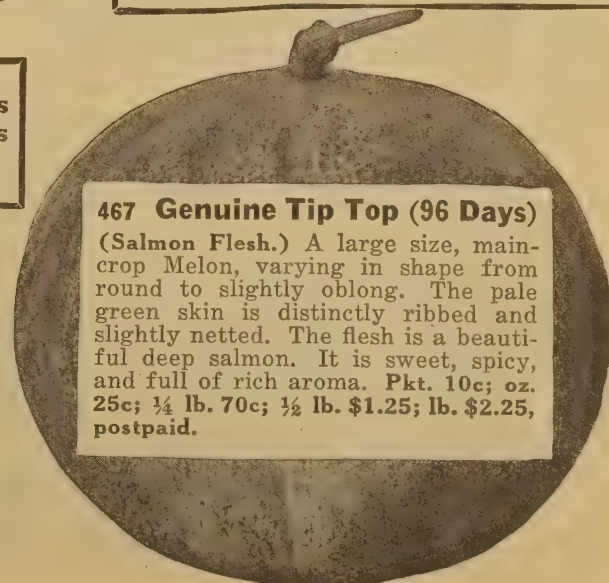 s
s
467 Genuine Tip Top (96 Days)
(Salmon Flesh.) A large size, main-
crop Melon, varying in shape from
round to slightly oblong. The pale
green skin is distinctly ribbed and
slightly netted. The flesh is a beauti-
ful deep salmon. It is sweet, spicy,
and full of rich aroma. Pkt. 10c; oz.
25c; ¼ lb. 70c; ½ lb. $1.25; lb. $2.25,
postpaid.